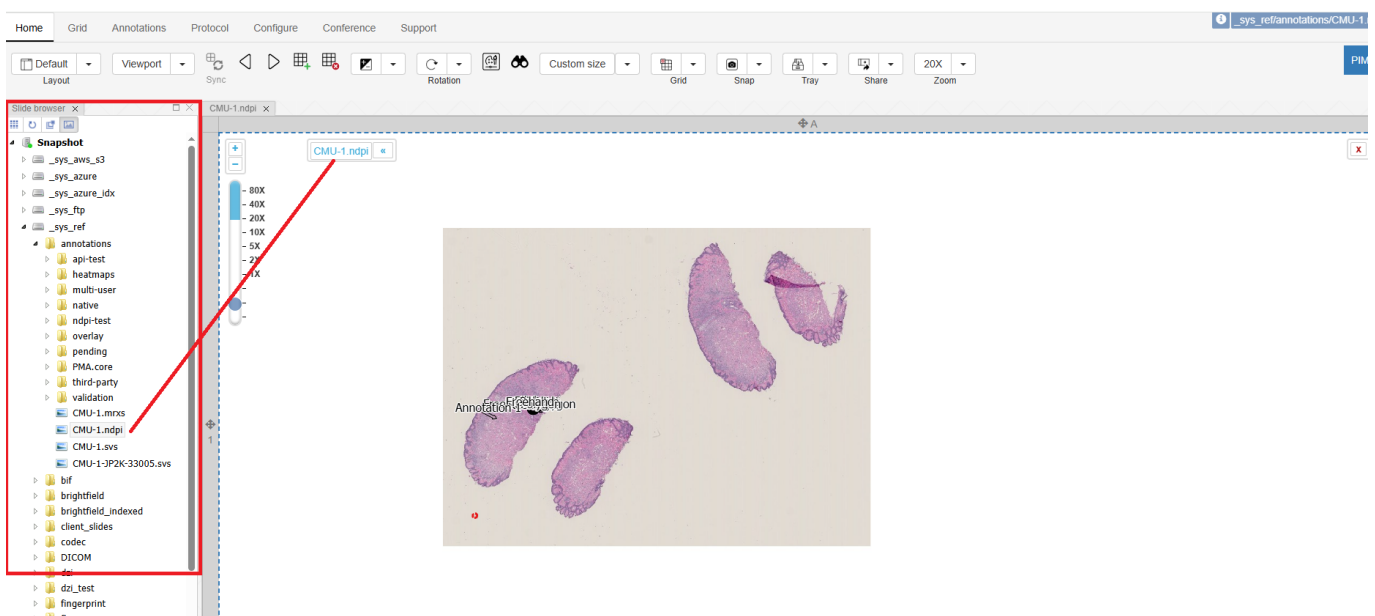 Home Grid Annotations Protocol Configure Conference Support
_sys_ref/annotations/CMU-1.
Default Viewport Custom size 20X
Layout Sync Rotation Grid Snap Tray Share Zoom
PIM
Slide browser x
CMU-1.ndpi x
A
Snapshot
_sys_aws_s3
_sys_azure
_sys_azure_idx
_sys_ftp
_sys_ref
annotations
api-test
heatmaps
multi-user
native
ndpi-test
overlay
pending
PMA.core
third-party
validation
CMU-1.mrxs
CMU-1.ndpi
CMU-1.svs
CMU-1-JP2K-33005.svs
bif
brightfield
brightfield_indexed
client_slides
codec
DICOM
dzi
dzi_test
fingerprint
1
+
-
CMU-1.ndpi «
x
- 80X
- 40X
- 20X
- 10X
- 5X
- 2X
- 1X
Freehand
Annotation 1